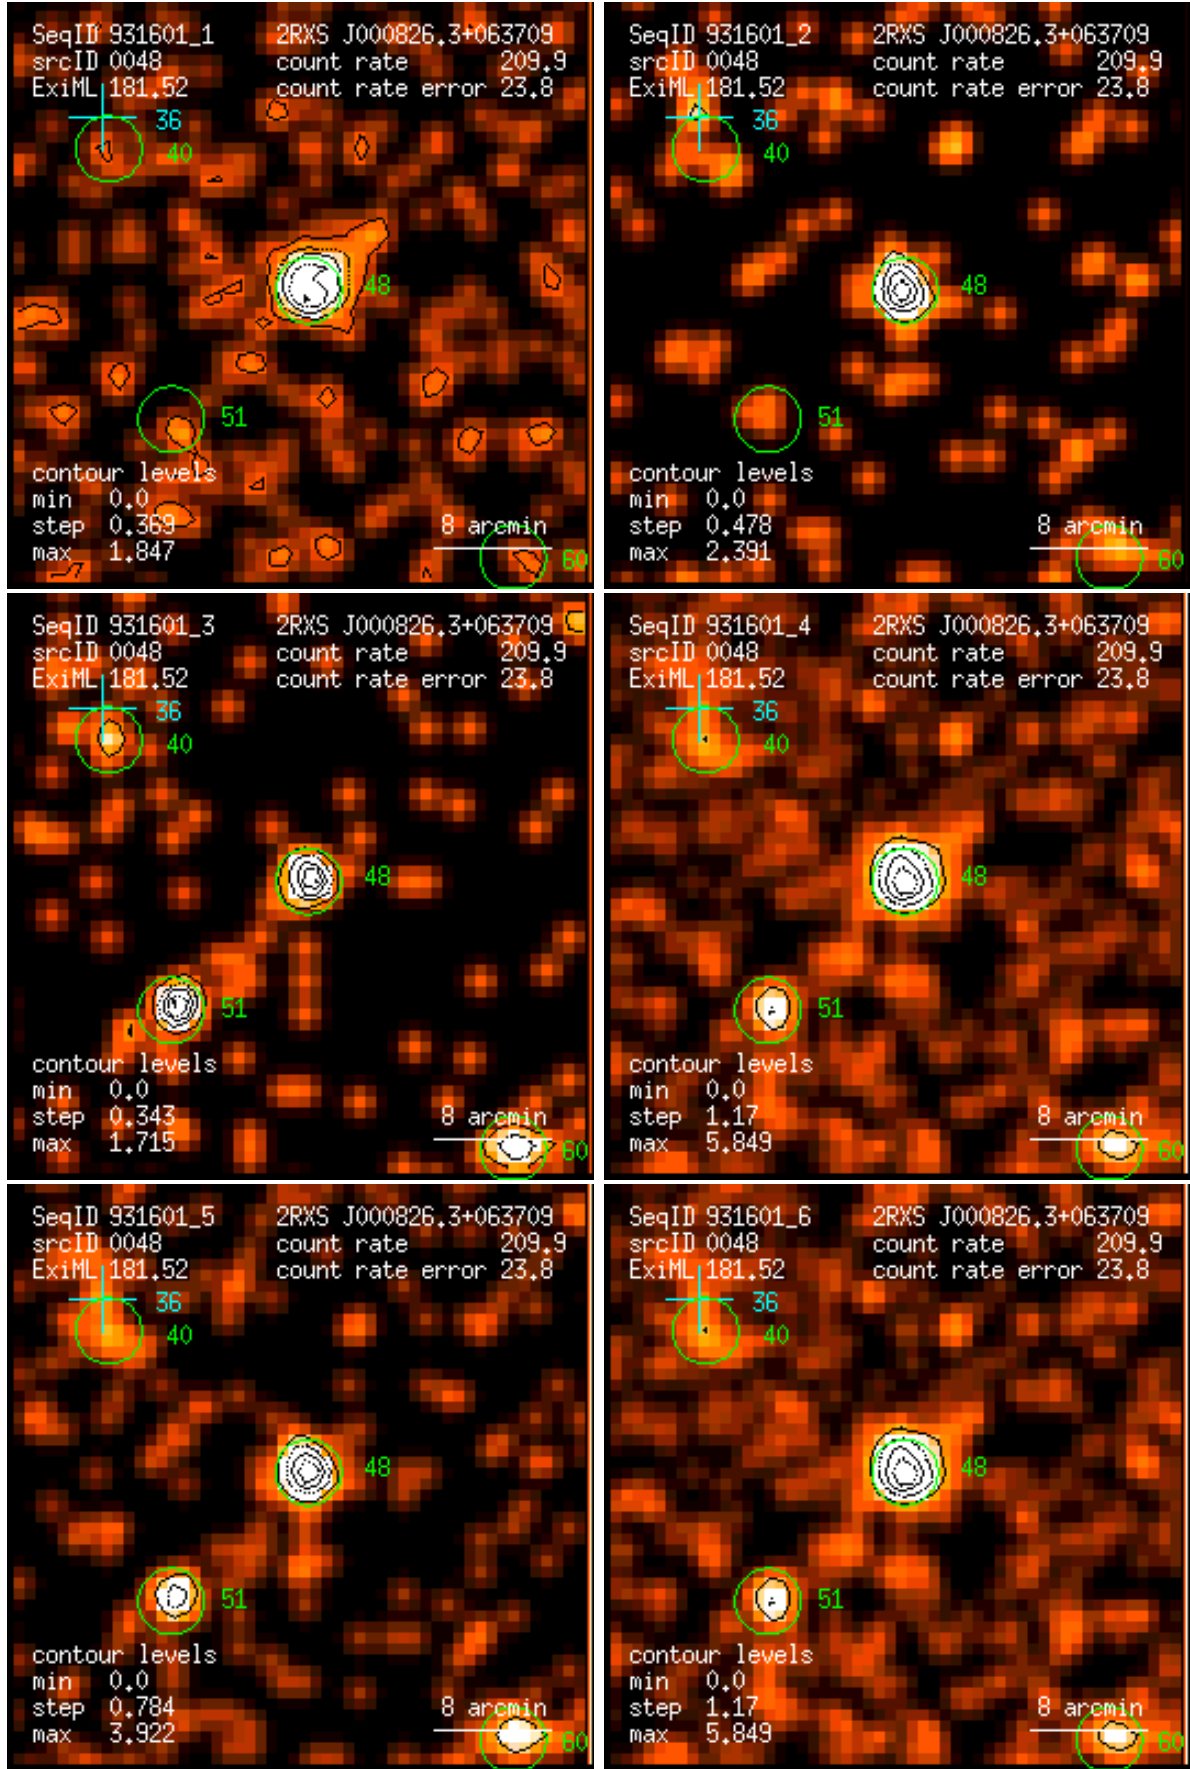 SeqID 931601_1 2RXS J000826.3+063709
srcID 0048 count rate 209.9
ExiML 181.52 count rate error 23.8
36
40
48
51
contour levels
min 0.0
step 0.369 8 arcmin
max 1.847
60
SeqID 931601_2 2RXS J000826.3+063709
srcID 0048 count rate 209.9
ExiML 181.52 count rate error 23.8
36
40
48
51
contour levels
min 0.0
step 0.478 8 arcmin
max 2.391
60
SeqID 931601_3 2RXS J000826.3+063709
srcID 0048 count rate 209.9
ExiML 181.52 count rate error 23.8
36
40
48
51
contour levels
min 0.0
step 0.343 8 arcmin
max 1.715
60
SeqID 931601_4 2RXS J000826.3+063709
srcID 0048 count rate 209.9
ExiML 181.52 count rate error 23.8
36
40
48
51
contour levels
min 0.0
step 1.17 8 arcmin
max 5.849
60
SeqID 931601_5 2RXS J000826.3+063709
srcID 0048 count rate 209.9
ExiML 181.52 count rate error 23.8
36
40
48
51
contour levels
min 0.0
step 0.784 8 arcmin
max 3.922
60
SeqID 931601_6 2RXS J000826.3+063709
srcID 0048 count rate 209.9
ExiML 181.52 count rate error 23.8
36
40
48
51
contour levels
min 0.0
step 1.17 8 arcmin
max 5.849
60